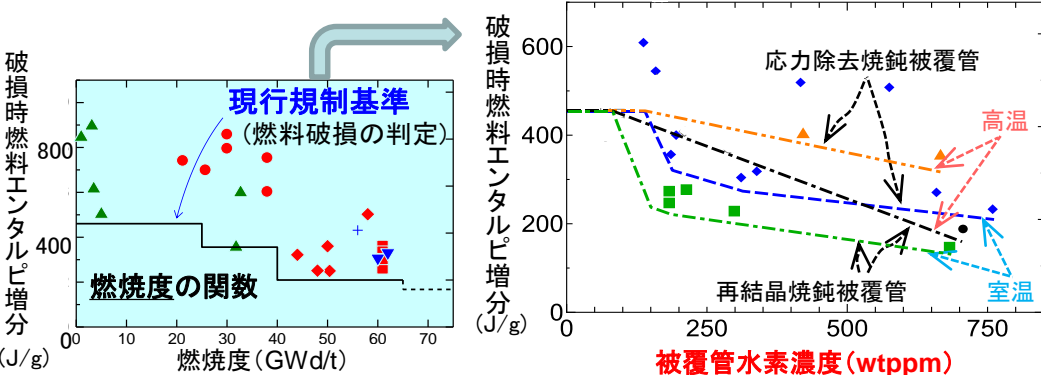 破損時燃料エンタルピ増分
(J/g)
0
400
800
現行規制基準
(燃料破損の判定)
燃焼度の関数
0
10
20
30
40
50
60
70
燃焼度(GWd/t)
破損時燃料エンタルピ増分
(J/g)
600
400
200
0
応力除去焼鈍被覆管
高温
再結晶焼鈍被覆管
室温
0
250
500
750
被覆管水素濃度(wtppm)